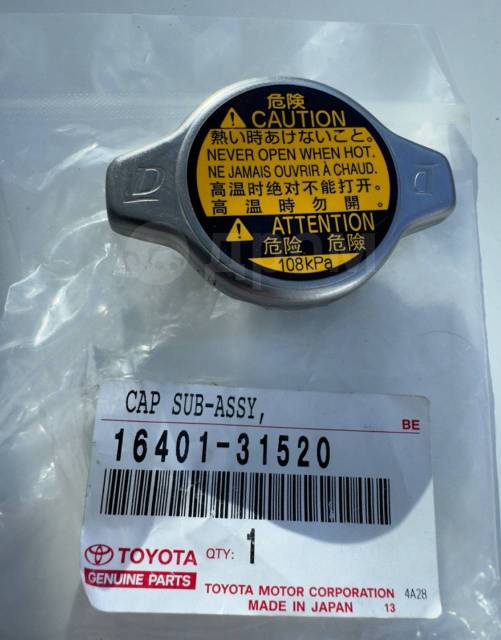 危険
CAUTION
熱い時あけないこと。
NEVER OPEN WHEN HOT.
NE JAMAIS OUVRIR À CHAUD.
高温时绝对不能打开。
高温時勿開。
ATTENTION
危险 危險
108kPa
D D
CAP SUB-ASSY,
BE
16401-31520
TOYOTA QTY: 1
GENUINE PARTS
TOYOTA MOTOR CORPORATION 4A28
MADE IN JAPAN 13